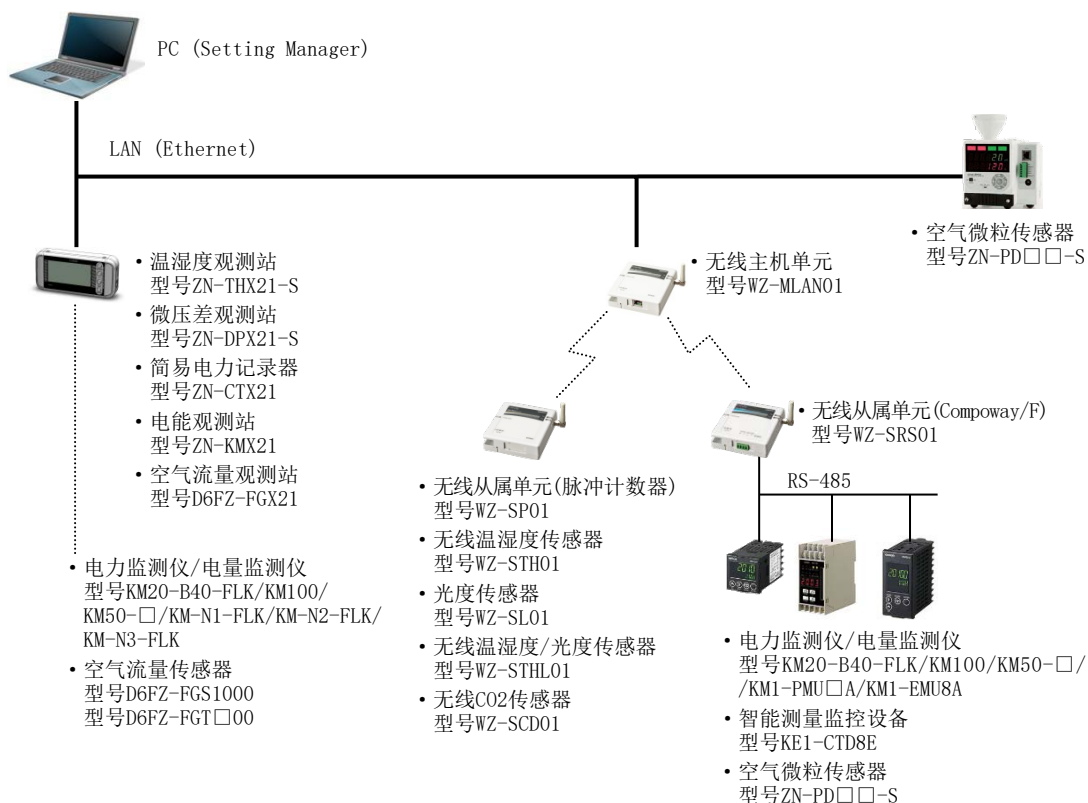 PC (Setting Manager)
LAN (Ethernet)
・空气微粒传感器
型号ZN-PD□□-S
・温湿度观测站
型号ZN-THX21-S
・微压差观测站
型号ZN-DPX21-S
・简易电力记录器
型号ZN-CTX21
・电能观测站
型号ZN-KMX21
・空气流量观测站
型号D6FZ-FGX21
・无线主机单元
型号WZ-MLAN01
・无线从属单元(Compoway/F)
型号WZ-SRS01
RS-485
・无线从属单元(脉冲计数器)
型号WZ-SP01
・无线温湿度传感器
型号WZ-STH01
・光度传感器
型号WZ-SL01
・无线温湿度/光度传感器
型号WZ-STHL01
・无线CO2传感器
型号WZ-SCD01
・电力监测仪/电量监测仪
型号KM20-B40-FLK/KM100/
KM50-□/KM-N1-FLK/KM-N2-FLK/
KM-N3-FLK
・空气流量传感器
型号D6FZ-FGS1000
型号D6FZ-FGT□00
・电力监测仪/电量监测仪
型号KM20-B40-FLK/KM100/KM50-□/
/KM1-PMU□A/KM1-EMU8A
・智能测量监控设备
型号KE1-CTD8E
・空气微粒传感器
型号ZN-PD□□-S